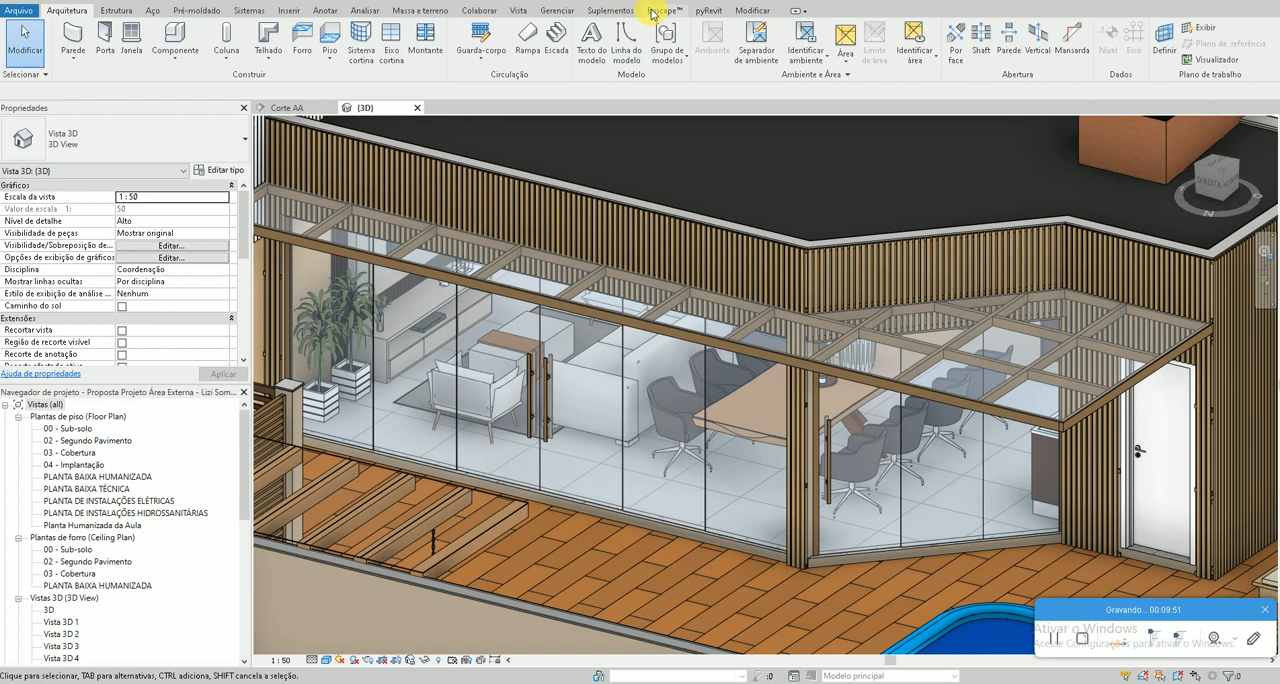 Arquivo Arquitetura Estrutura Aço Pré-moldado Sistemas Inserir Anotar Analisar Massa e terreno Colaborar Vista Gerenciar Suplementos pyRevit Modificar
Modificar Parede Porta Janela Componente Coluna Telhado Forro Piso Sistema cortina Eixo cortina Montante Guarda-corpo Rampa Escada Texto do modelo Linha do modelo Grupo de modelos Ambiente Separador de ambiente Identificar ambiente Área Limite de área Identificar área Por face Shaft Parede Vertical Mansarda Nível Eixo Definir Exibir
Plano de referência
Visualizador
Selecionar Construir Circulação Modelo Ambiente e Área Abertura Dados Plano de trabalho
Propriedades
Corte AA {3D}
Vista 3D
3D View
Vista 3D: {3D} Editar tipo
Gráficos
Escala da vista 1 : 50
Valor de escala 1: 50
Nível de detalhe Alto
Visibilidade de peças Mostrar original
Visibilidade/Sobreposição de... Editar...
Opções de exibição de gráficos Editar...
Disciplina Coordenação
Mostrar linhas ocultas Por disciplina
Estilo de exibição de análise ... Nenhum
Caminho do sol
Extensões
Recortar vista
Região de recorte visível
Recorte de anotação
Ajuda de propriedades Aplicar
Navegador de projeto - Proposta Projeto Área Externa - Lizi Som...
Vistas (all)
Plantas de piso (Floor Plan)
00 - Sub-solo
02 - Segundo Pavimento
03 - Cobertura
04 - Implantação
PLANTA BAIXA HUMANIZADA
PLANTA BAIXA TÉCNICA
PLANTA DE INSTALAÇÕES ELÉTRICAS
PLANTA DE INSTALAÇÕES HIDROSSANITÁRIAS
Planta Humanizada da Aula
Plantas de forro (Ceiling Plan)
00 - Sub-solo
02 - Segundo Pavimento
03 - Cobertura
PLANTA BAIXA HUMANIZADA
Vistas 3D (3D View)
3D
Vista 3D 1
Vista 3D 2
Vista 3D 3
Vista 3D 4
DIREITA
N
Gravando... 00:09:51
Ativar o Windows
Acesse Configurações para ativar o Windows.
1 : 50
Clique para selecionar, TAB para alternativas, CTRL adiciona, SHIFT cancela a seleção. :0 Modelo principal :0